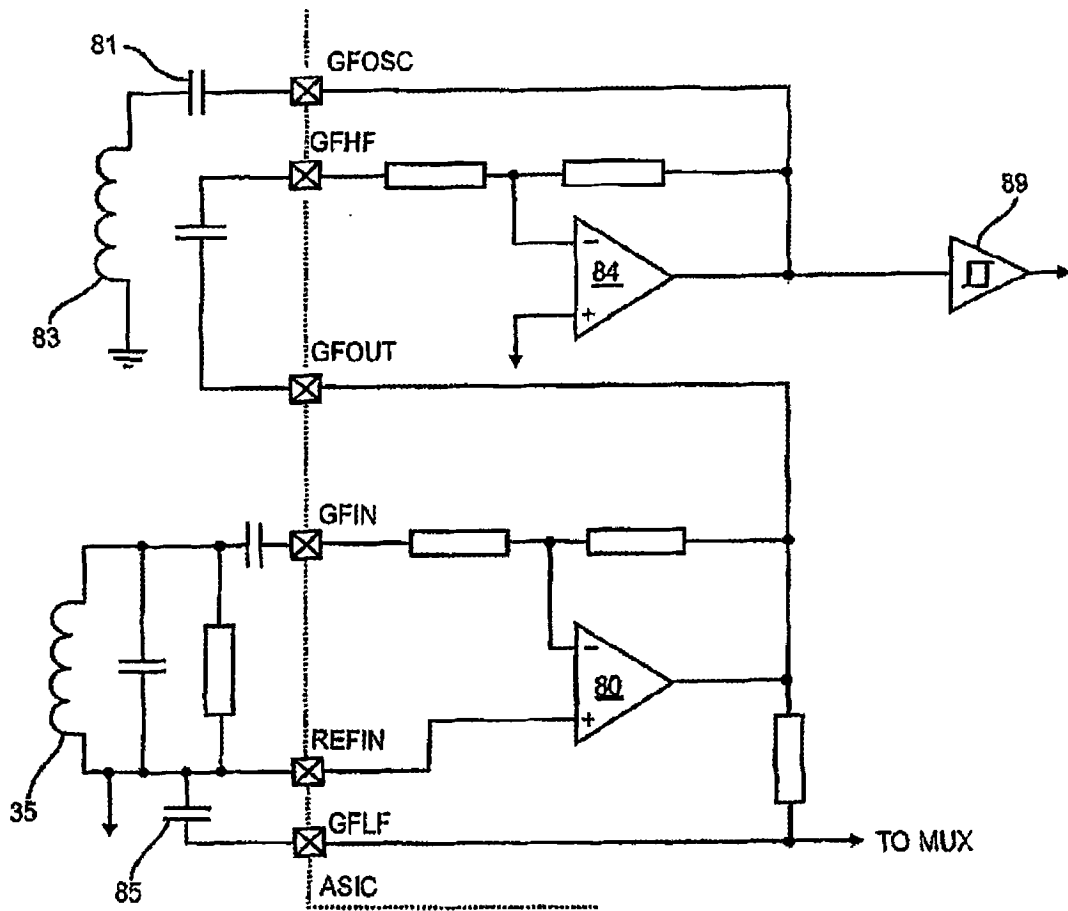 81
GFOSC
GFHF
89
84
83
GFOUT
GFIN
80
REFIN
35
GFLF
TO MUX
85
ASIC